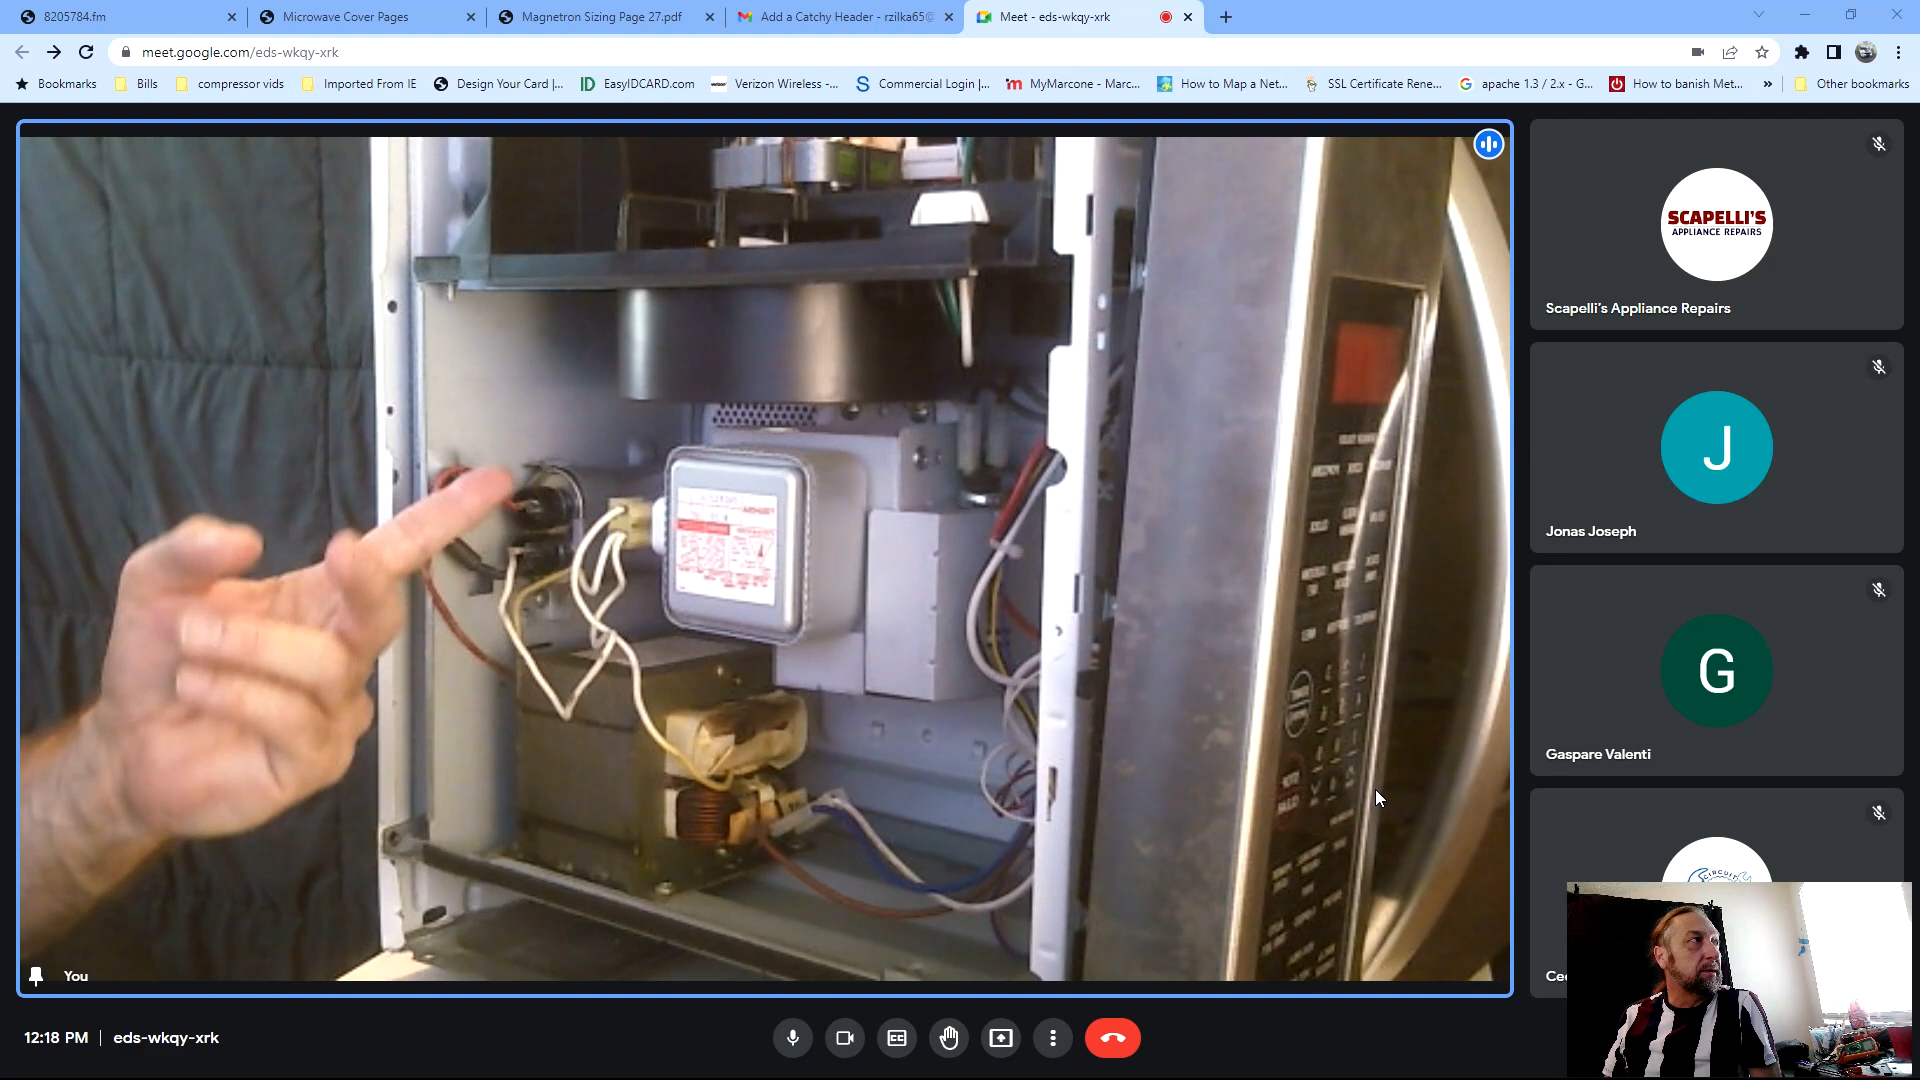 8205784.fm
Microwave Cover Pages
Magnetron Sizing Page 27.pdf
Add a Catchy Header - rzilka65@
Meet - eds-wkqy-xrk
meet.google.com/eds-wkqy-xrk
Bookmarks
Bills
compressor vids
Imported From IE
Design Your Card |...
EasyIDCARD.com
Verizon Wireless -...
Commercial Login |...
MyMarcone - Marc...
How to Map a Net...
SSL Certificate Rene...
apache 1.3 / 2.x - G...
How to banish Met...
»
Other bookmarks
SCAPELLI'S
APPLIANCE REPAIRS
Scapelli's Appliance Repairs
J
Jonas Joseph
G
Gaspare Valenti
CIRCUIT
You
12:18 PM | eds-wkqy-xrk